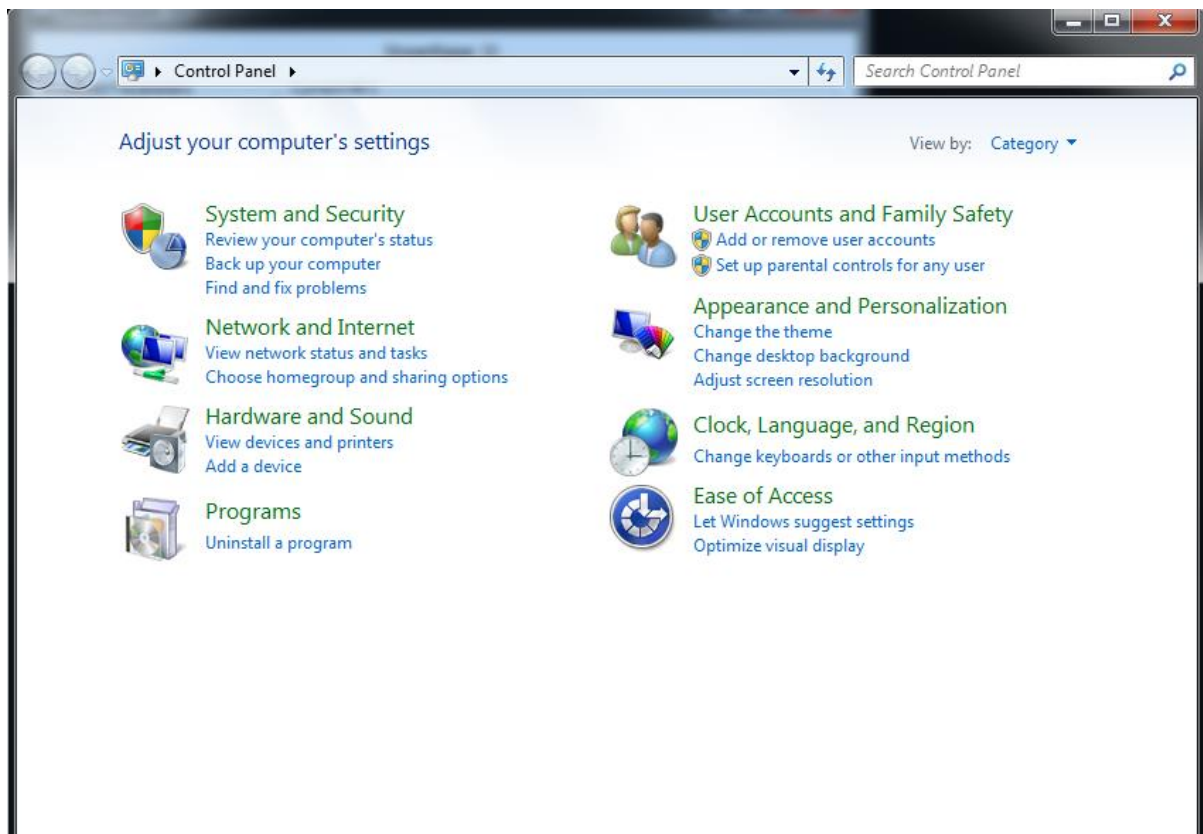 Control Panel
Search Control Panel
Adjust your computer's settings
View by: Category
System and Security
Review your computer's status
Back up your computer
Find and fix problems
Network and Internet
View network status and tasks
Choose homegroup and sharing options
Hardware and Sound
View devices and printers
Add a device
Programs
Uninstall a program
User Accounts and Family Safety
Add or remove user accounts
Set up parental controls for any user
Appearance and Personalization
Change the theme
Change desktop background
Adjust screen resolution
Clock, Language, and Region
Change keyboards or other input methods
Ease of Access
Let Windows suggest settings
Optimize visual display